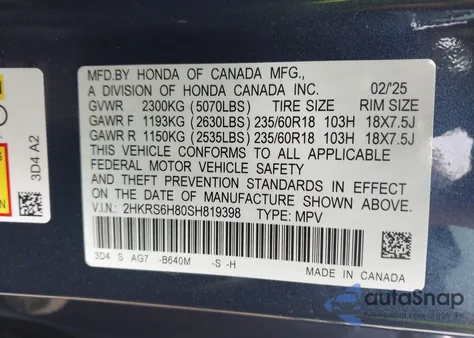 MFD.BY HONDA OF CANADA MFG.,
A DIVISION OF HONDA CANADA INC. 02/'25
GVWR 2300KG (5070LBS) TIRE SIZE RIM SIZE
GAWR F 1193KG (2630LBS) 235/60R18 103H 18X7.5J
GAWR R 1150KG (2535LBS) 235/60R18 103H 18X7.5J
THIS VEHICLE CONFORMS TO ALL APPLICABLE
FEDERAL MOTOR VEHICLE SAFETY
AND THEFT PREVENTION STANDARDS IN EFFECT
ON THE DATE OF MANUFACTURE SHOWN ABOVE.
V.I.N.: 2HKRS6H80SH819398 TYPE: MPV
3D4 S AG7 -B640M -S -H
MADE IN CANADA
3D4 A2
autoSnap